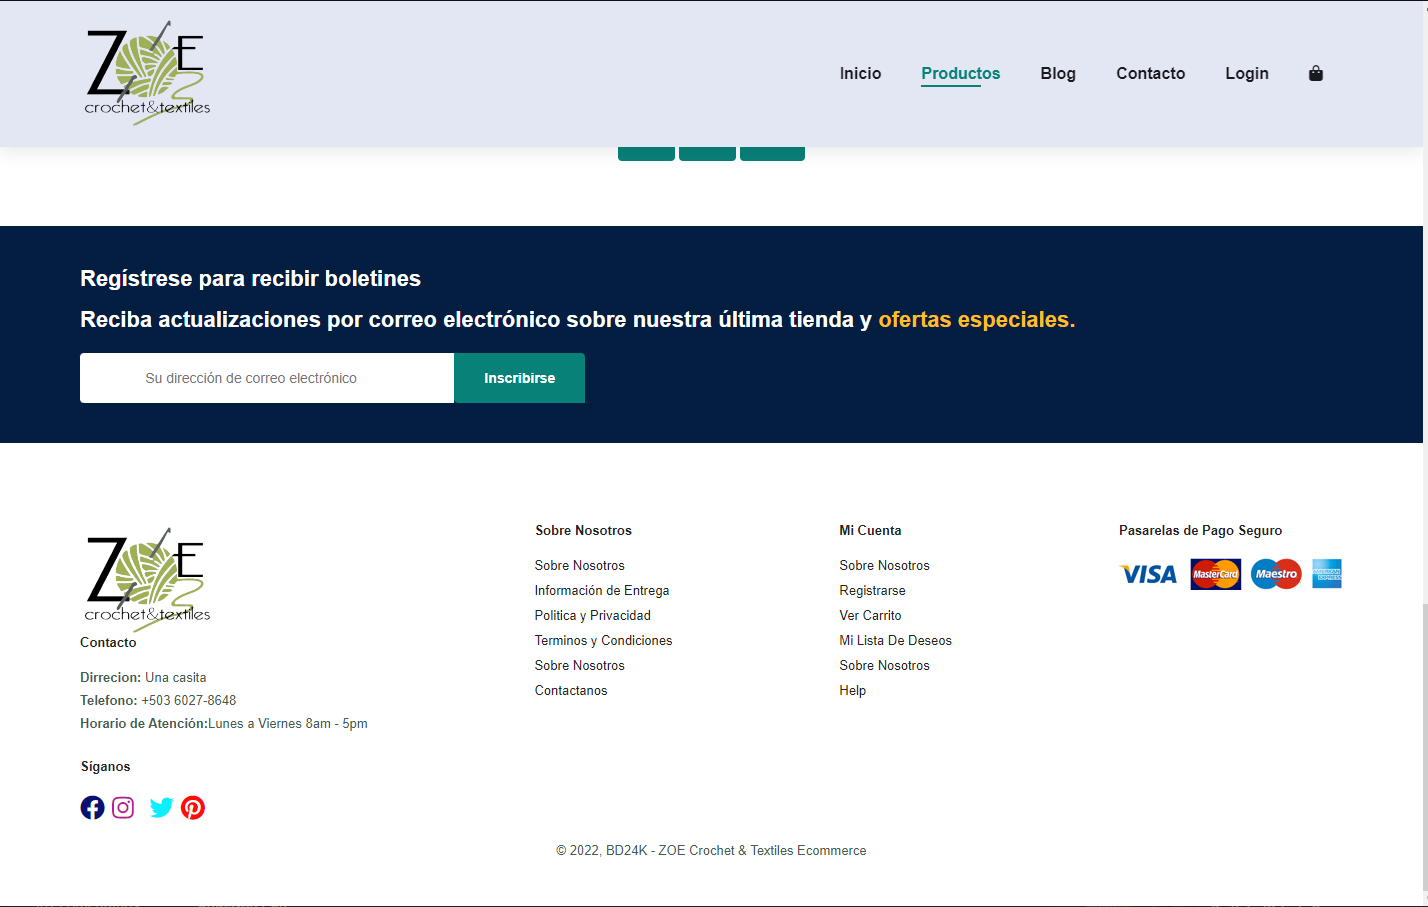 ZOE
crochet&textiles
Inicio
Productos
Blog
Contacto
Login
Regístrese para recibir boletines
Reciba actualizaciones por correo electrónico sobre nuestra última tienda y ofertas especiales.
Su dirección de correo electrónico
Inscribirse
ZOE
crochet&textiles
Contacto
Dirrecion: Una casita
Telefono: +503 6027-8648
Horario de Atención:Lunes a Viernes 8am - 5pm
Síganos
Sobre Nosotros
Sobre Nosotros
Información de Entrega
Politica y Privacidad
Terminos y Condiciones
Sobre Nosotros
Contactanos
Mi Cuenta
Sobre Nosotros
Registrarse
Ver Carrito
Mi Lista De Deseos
Sobre Nosotros
Help
Pasarelas de Pago Seguro
VISA
MasterCard
Maestro
AMERICAN EXPRESS
© 2022, BD24K - ZOE Crochet & Textiles Ecommerce